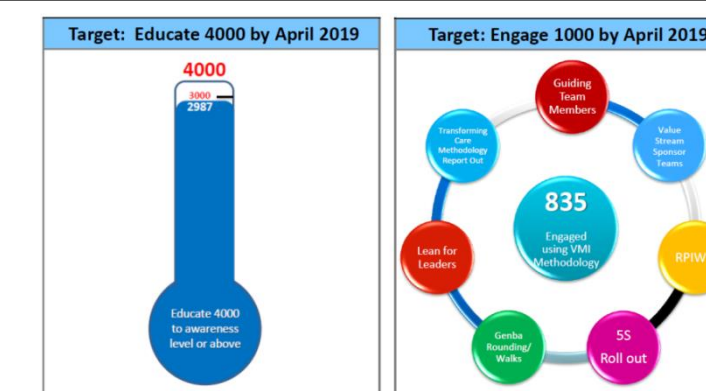 Target: Educate 4000 by April 2019
4000
3000
2987
Educate 4000
to awareness
level or above
Target: Engage 1000 by April 2019
Guiding
Team
Members
Value
Stream
Sponsor
Teams
RPIW
5S
Roll out
Genba
Rounding/
Walks
Lean for
Leaders
Transforming
Care
Methodology
Report Out
835
Engaged
using VMI
Methodology